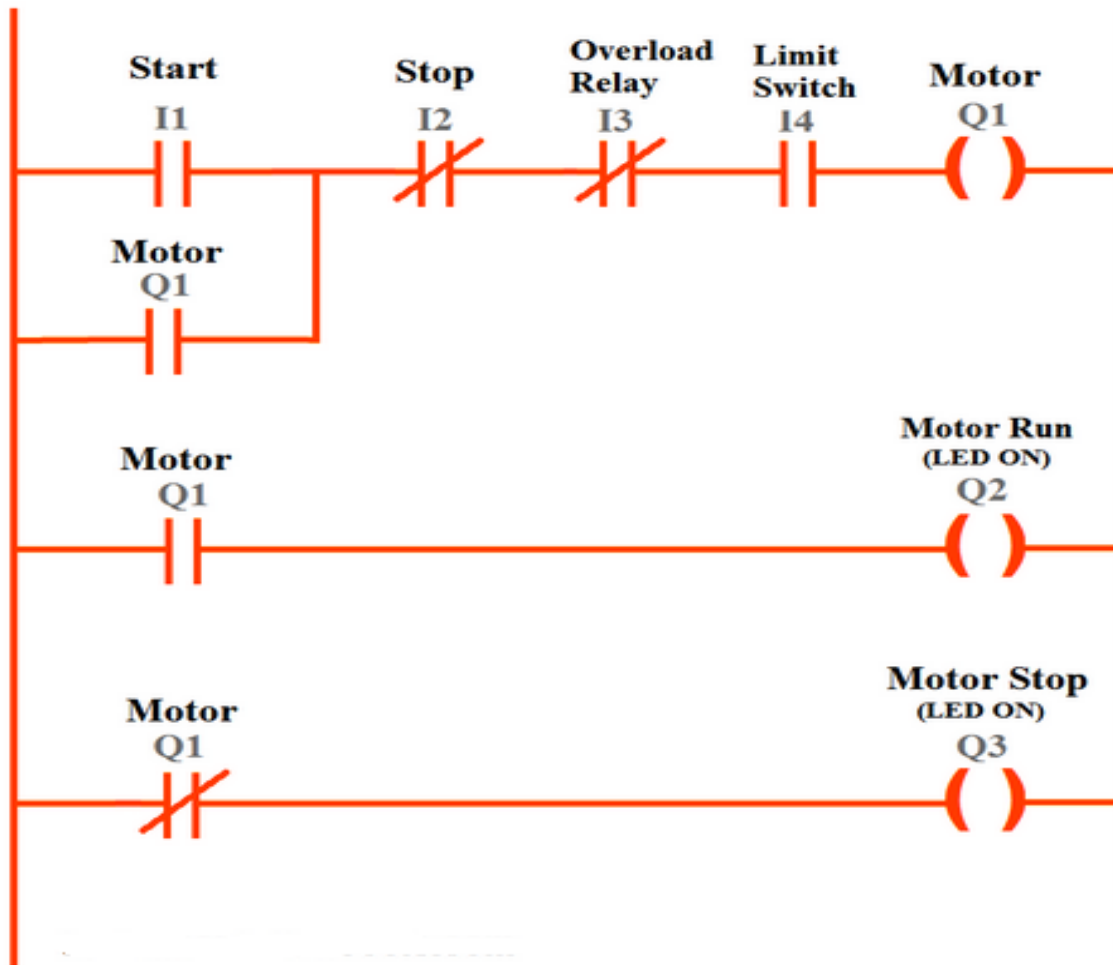 Start
I1
Stop
I2
Overload
Relay
I3
Limit
Switch
I4
Motor
Q1
Motor
Q1
Motor
Q1
Motor Run
(LED ON)
Q2
Motor
Q1
Motor Stop
(LED ON)
Q3